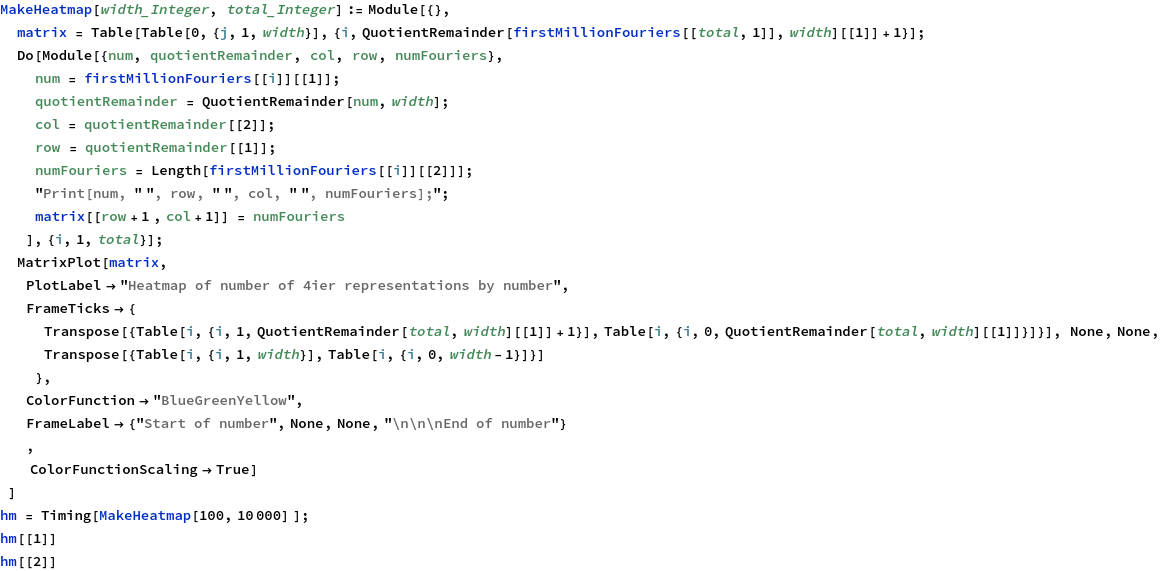 MakeHeatmap[width_Integer, total_Integer] := Module[{},
matrix = Table[Table[0, {j, 1, width}], {i, QuotientRemainder[firstMillionFouriers[[total, 1]], width][[1]] + 1}];
Do[Module[{num, quotientRemainder, col, row, numFouriers},
num = firstMillionFouriers[[i]][[1]];
quotientRemainder = QuotientRemainder[num, width];
col = quotientRemainder[[2]];
row = quotientRemainder[[1]];
numFouriers = Length[firstMillionFouriers[[i]][[2]]];
"Print[num, " ", row, " ", col, " ", numFouriers];";
matrix[[row + 1 , col + 1]] = numFouriers
], {i, 1, total}];
MatrixPlot[matrix,
PlotLabel → "Heatmap of number of 4ier representations by number",
FrameTicks → {
Transpose[{Table[i, {i, 1, QuotientRemainder[total, width][[1]] + 1}], Table[i, {i, 0, QuotientRemainder[total, width][[1]]}]}], None, None,
Transpose[{Table[i, {i, 1, width}], Table[i, {i, 0, width - 1}]}]
},
ColorFunction → "BlueGreenYellow",
FrameLabel → {"Start of number", None, None, "\n\n\nEnd of number"}
,
ColorFunctionScaling → True]
]
hm = Timing[MakeHeatmap[100, 10 000] ];
hm[[1]]
hm[[2]]